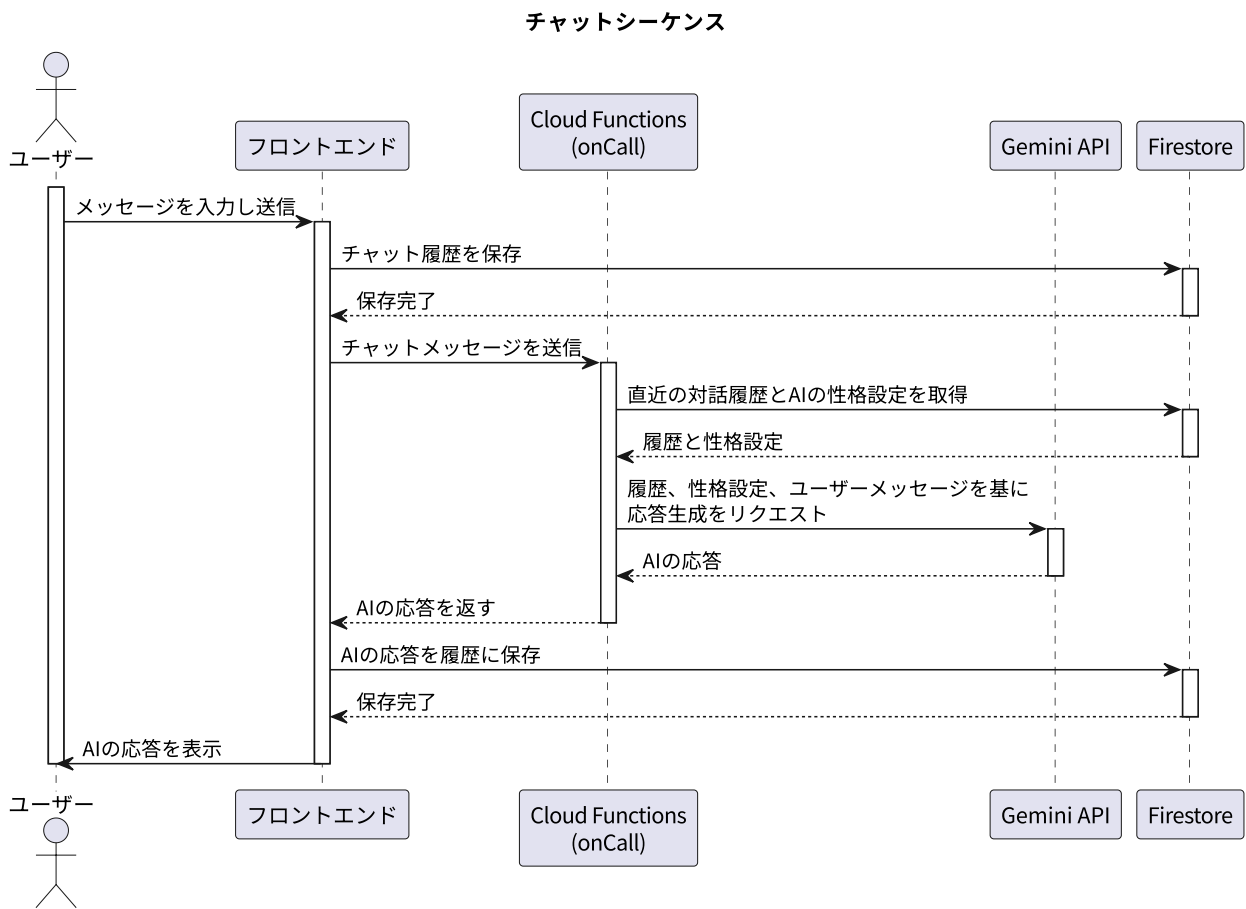 チャットシーケンス
ユーザー
フロントエンド
Cloud Functions
(onCall)
Gemini API
Firestore
メッセージを入力し送信
チャット履歴を保存
保存完了
チャットメッセージを送信
直近の対話履歴とAIの性格設定を取得
履歴と性格設定
履歴、性格設定、ユーザーメッセージを基に
応答生成をリクエスト
AIの応答
AIの応答を返す
AIの応答を履歴に保存
保存完了
AIの応答を表示
ユーザー
フロントエンド
Cloud Functions
(onCall)
Gemini API
Firestore